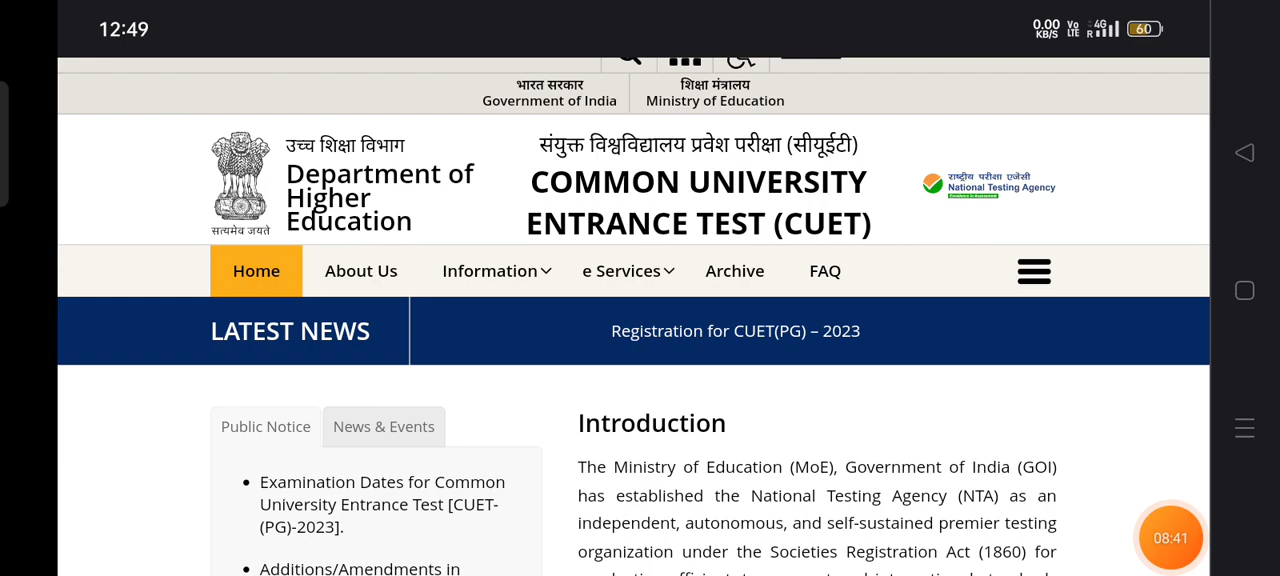 12:49
0.00 KB/S
Vo LTE
4G
R
60
भारत सरकार
Government of India
शिक्षा मंत्रालय
Ministry of Education
सत्यमेव जयते
उच्च शिक्षा विभाग
Department of
Higher
Education
संयुक्त विश्वविद्यालय प्रवेश परीक्षा (सीयूईटी)
COMMON UNIVERSITY
ENTRANCE TEST (CUET)
राष्ट्रीय परीक्षा एजेंसी
National Testing Agency
Home About Us Information e Services Archive FAQ
LATEST NEWS
Registration for CUET(PG) – 2023
Public Notice
News & Events
Examination Dates for Common
University Entrance Test [CUET-
(PG)-2023].
Additions/Amendments in
Introduction
The Ministry of Education (MoE), Government of India (GOI)
has established the National Testing Agency (NTA) as an
independent, autonomous, and self-sustained premier testing
organization under the Societies Registration Act (1860) for
08:41